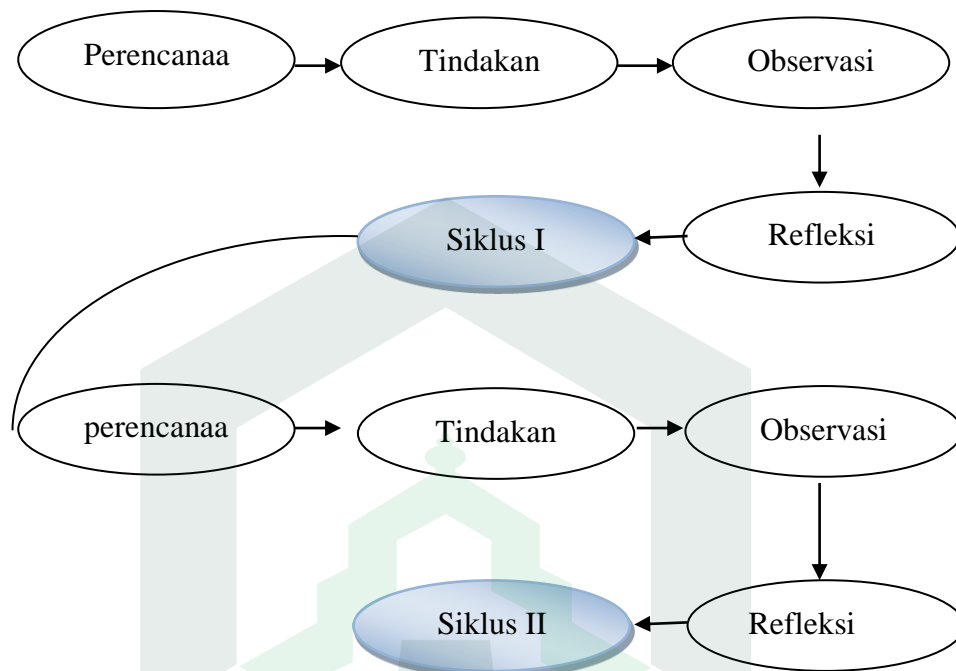 Perencanaa
Tindakan
Observasi
Refleksi
Siklus I
perencanaa
Tindakan
Observasi
Refleksi
Siklus II